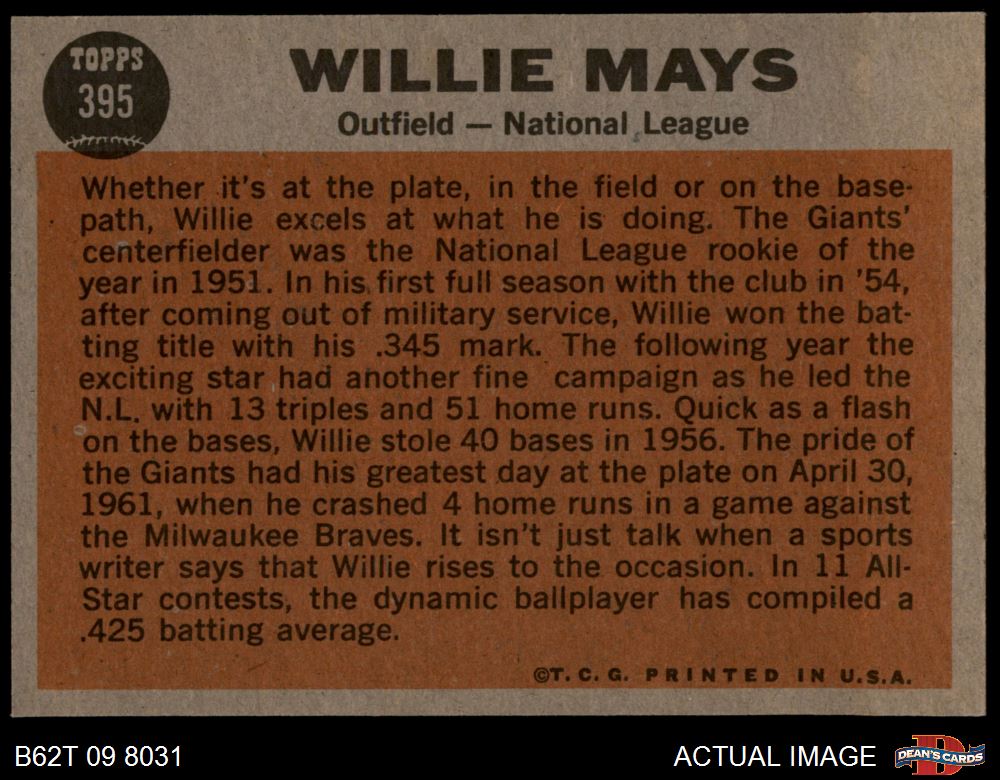 TOPPS
395
WILLIE MAYS
Outfield — National League
Whether it's at the plate, in the field or on the base-
path, Willie excels at what he is doing. The Giants'
centerfielder was the National League rookie of the
year in 1951. In his first full season with the club in '54,
after coming out of military service, Willie won the bat-
ting title with his .345 mark. The following year the
exciting star had another fine campaign as he led the
N.L. with 13 triples and 51 home runs. Quick as a flash
on the bases, Willie stole 40 bases in 1956. The pride of
the Giants had his greatest day at the plate on April 30,
1961, when he crashed 4 home runs in a game against
the Milwaukee Braves. It isn't just talk when a sports
writer says that Willie rises to the occasion. In 11 All-
Star contests, the dynamic ballplayer has compiled a
.425 batting average.
©T. C. G. PRINTED IN U.S.A.
B62T 09 8031
ACTUAL IMAGE
D
DEAN'S CARDS